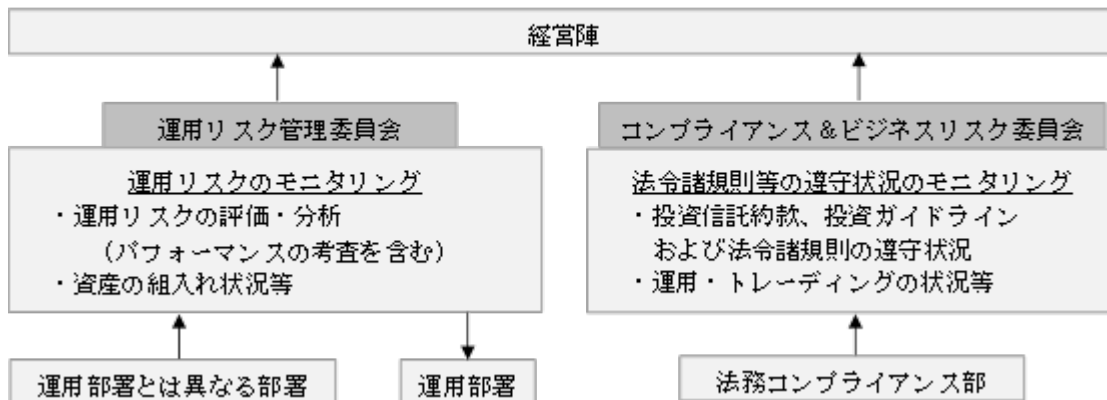 経営陣
運用リスク管理委員会
運用リスクのモニタリング
・運用リスクの評価・分析
(パフォーマンスの考査を含む)
・資産の組入れ状況等
運用部署とは異なる部署
運用部署
コンプライアンス＆ビジネスリスク委員会
法令諸規則等の遵守状況のモニタリング
・投資信託約款、投資ガイドライン
および法令諸規則の遵守状況
・運用・トレーディングの状況等
法務コンプライアンス部